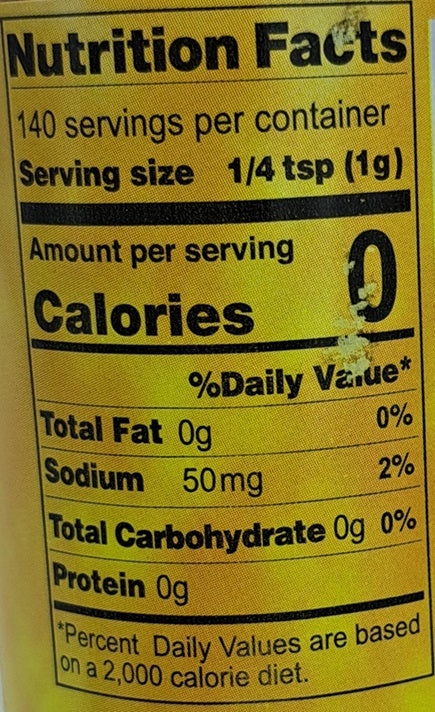 Nutrition Facts
140 servings per container
Serving size 1/4 tsp (1g)
Amount per serving
Calories 0
%Daily Value*
Total Fat 0g 0%
Sodium 50mg 2%
Total Carbohydrate 0g 0%
Protein 0g
*Percent Daily Values are based
on a 2,000 calorie diet.